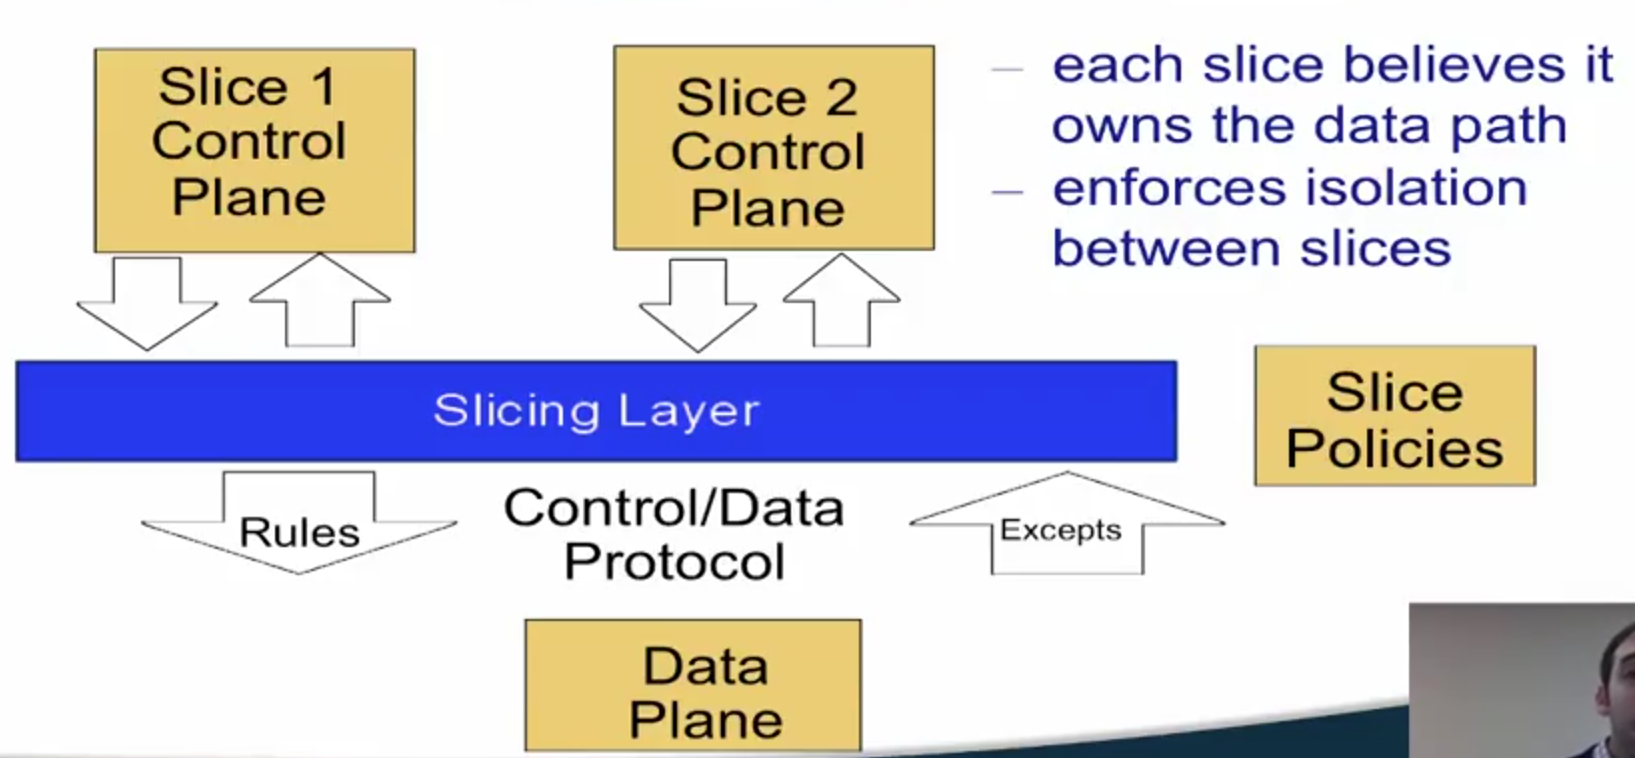 Slice 1
Control
Plane
Slice 2
Control
Plane
– each slice believes it
owns the data path
– enforces isolation
between slices
Slicing Layer
Slice
Policies
Rules
Control/Data
Protocol
Excepts
Data
Plane